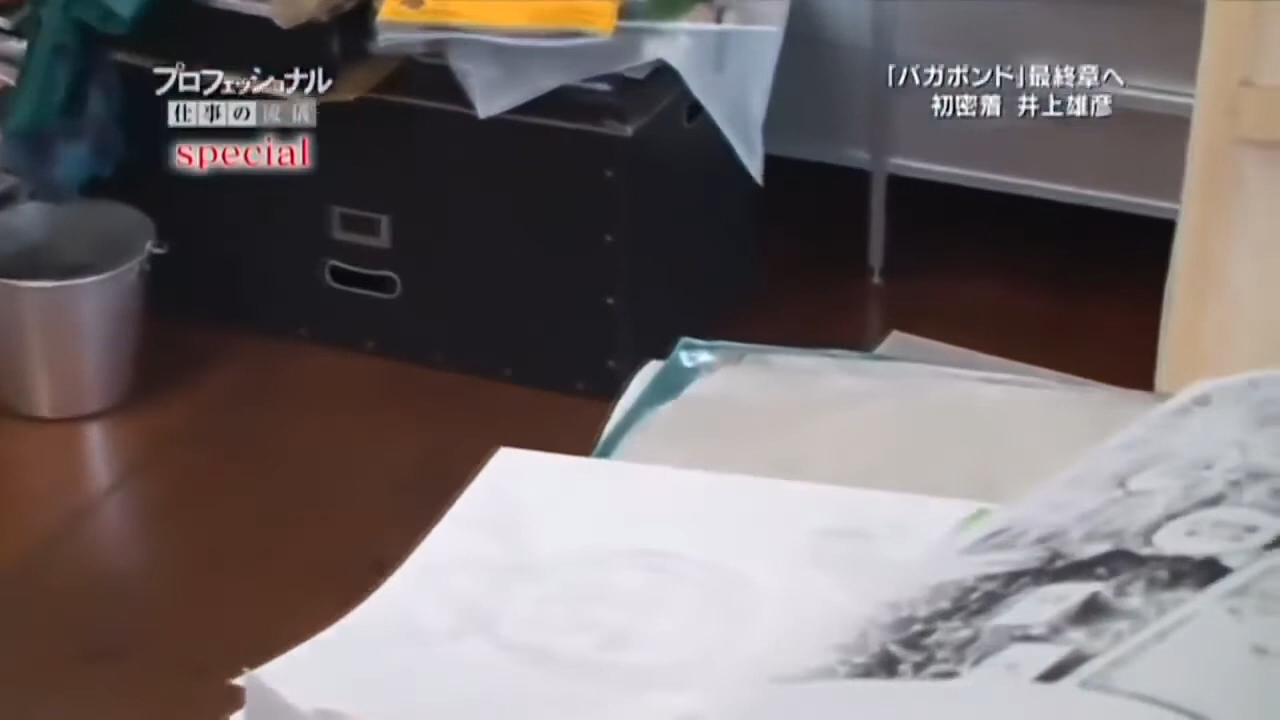 プロフェッショナル
仕事の流儀
special
「バガボンド」最終章へ
初密着 井上雄彦